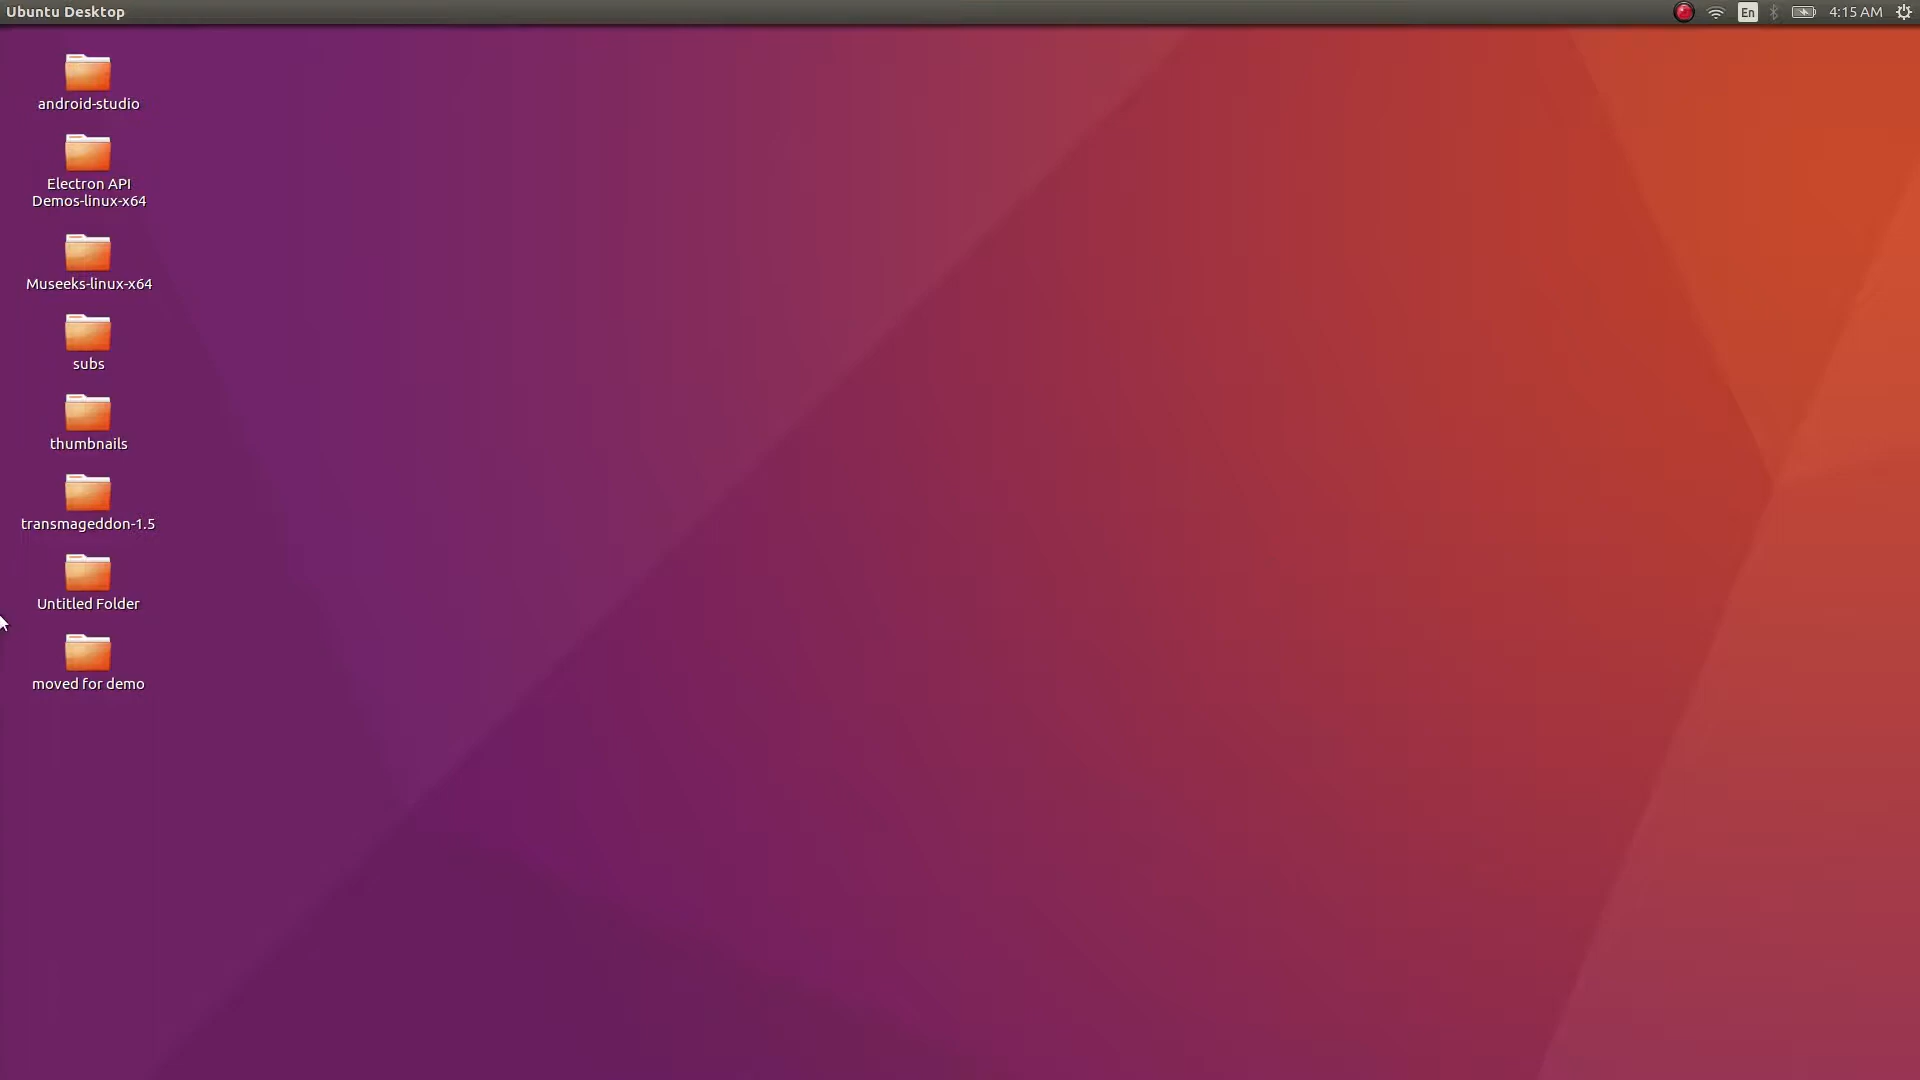 Ubuntu Desktop
En
4:15 AM
android-studio
Electron API
Demos-linux-x64
Museeks-linux-x64
subs
thumbnails
transmageddon-1.5
Untitled Folder
moved for demo